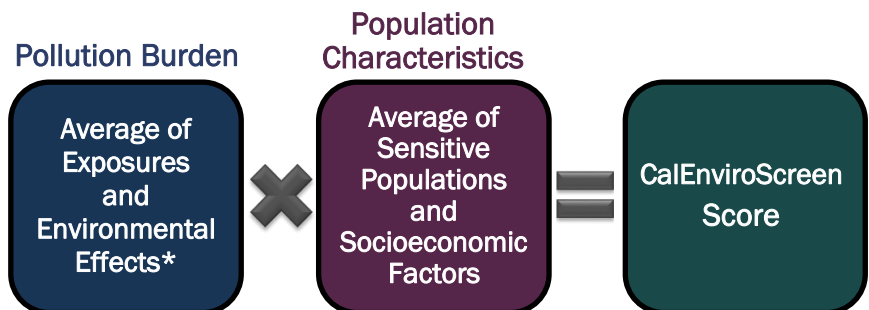 Pollution Burden
Population
Characteristics
Average of
Exposures
and
Environmental
Effects*
Average of
Sensitive
Populations
and
Socioeconomic
Factors
CalEnviroScreen
Score